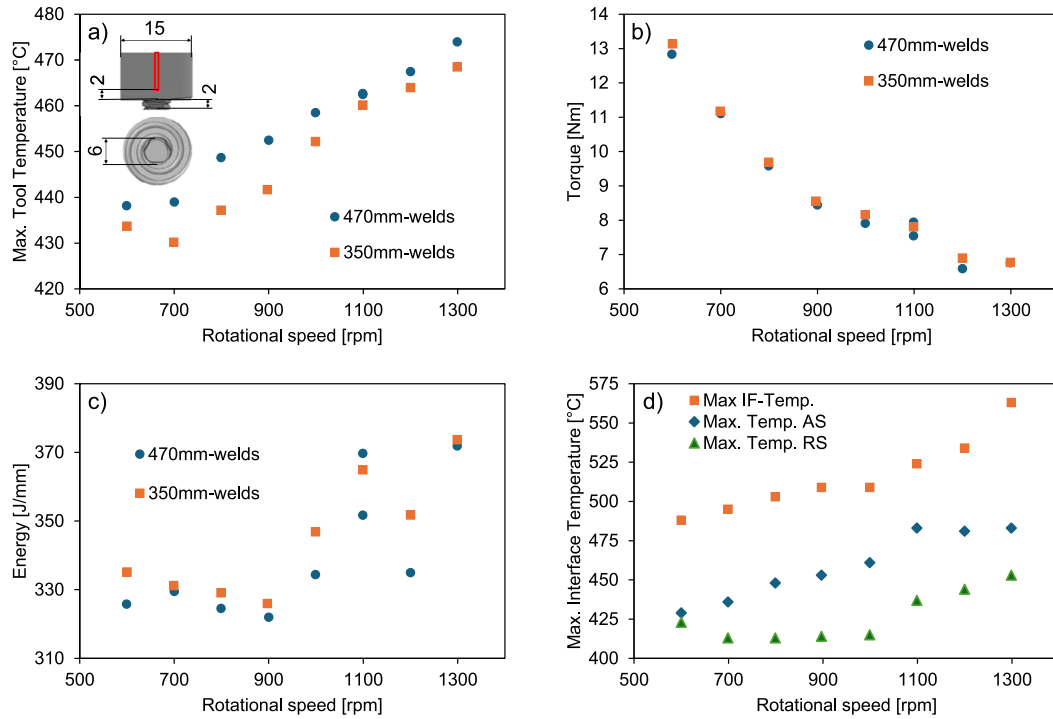 a)
15
2
2
6
Max. Tool Temperature [°C]
480
470
460
450
440
430
420
470mm-welds
350mm-welds
500
700
900
1100
1300
Rotational speed [rpm]
b)
Torque [Nm]
14
13
12
11
10
9
8
7
6
470mm-welds
350mm-welds
500
700
900
1100
1300
Rotational speed [rpm]
c)
Energy [J/mm]
390
370
350
330
310
470mm-welds
350mm-welds
500
700
900
1100
1300
Rotational speed [rpm]
d)
Max. Interface Temperature [°C]
575
550
525
500
475
450
425
400
Max IF-Temp.
Max. Temp. AS
Max. Temp. RS
500
700
900
1100
1300
Rotational speed [rpm]